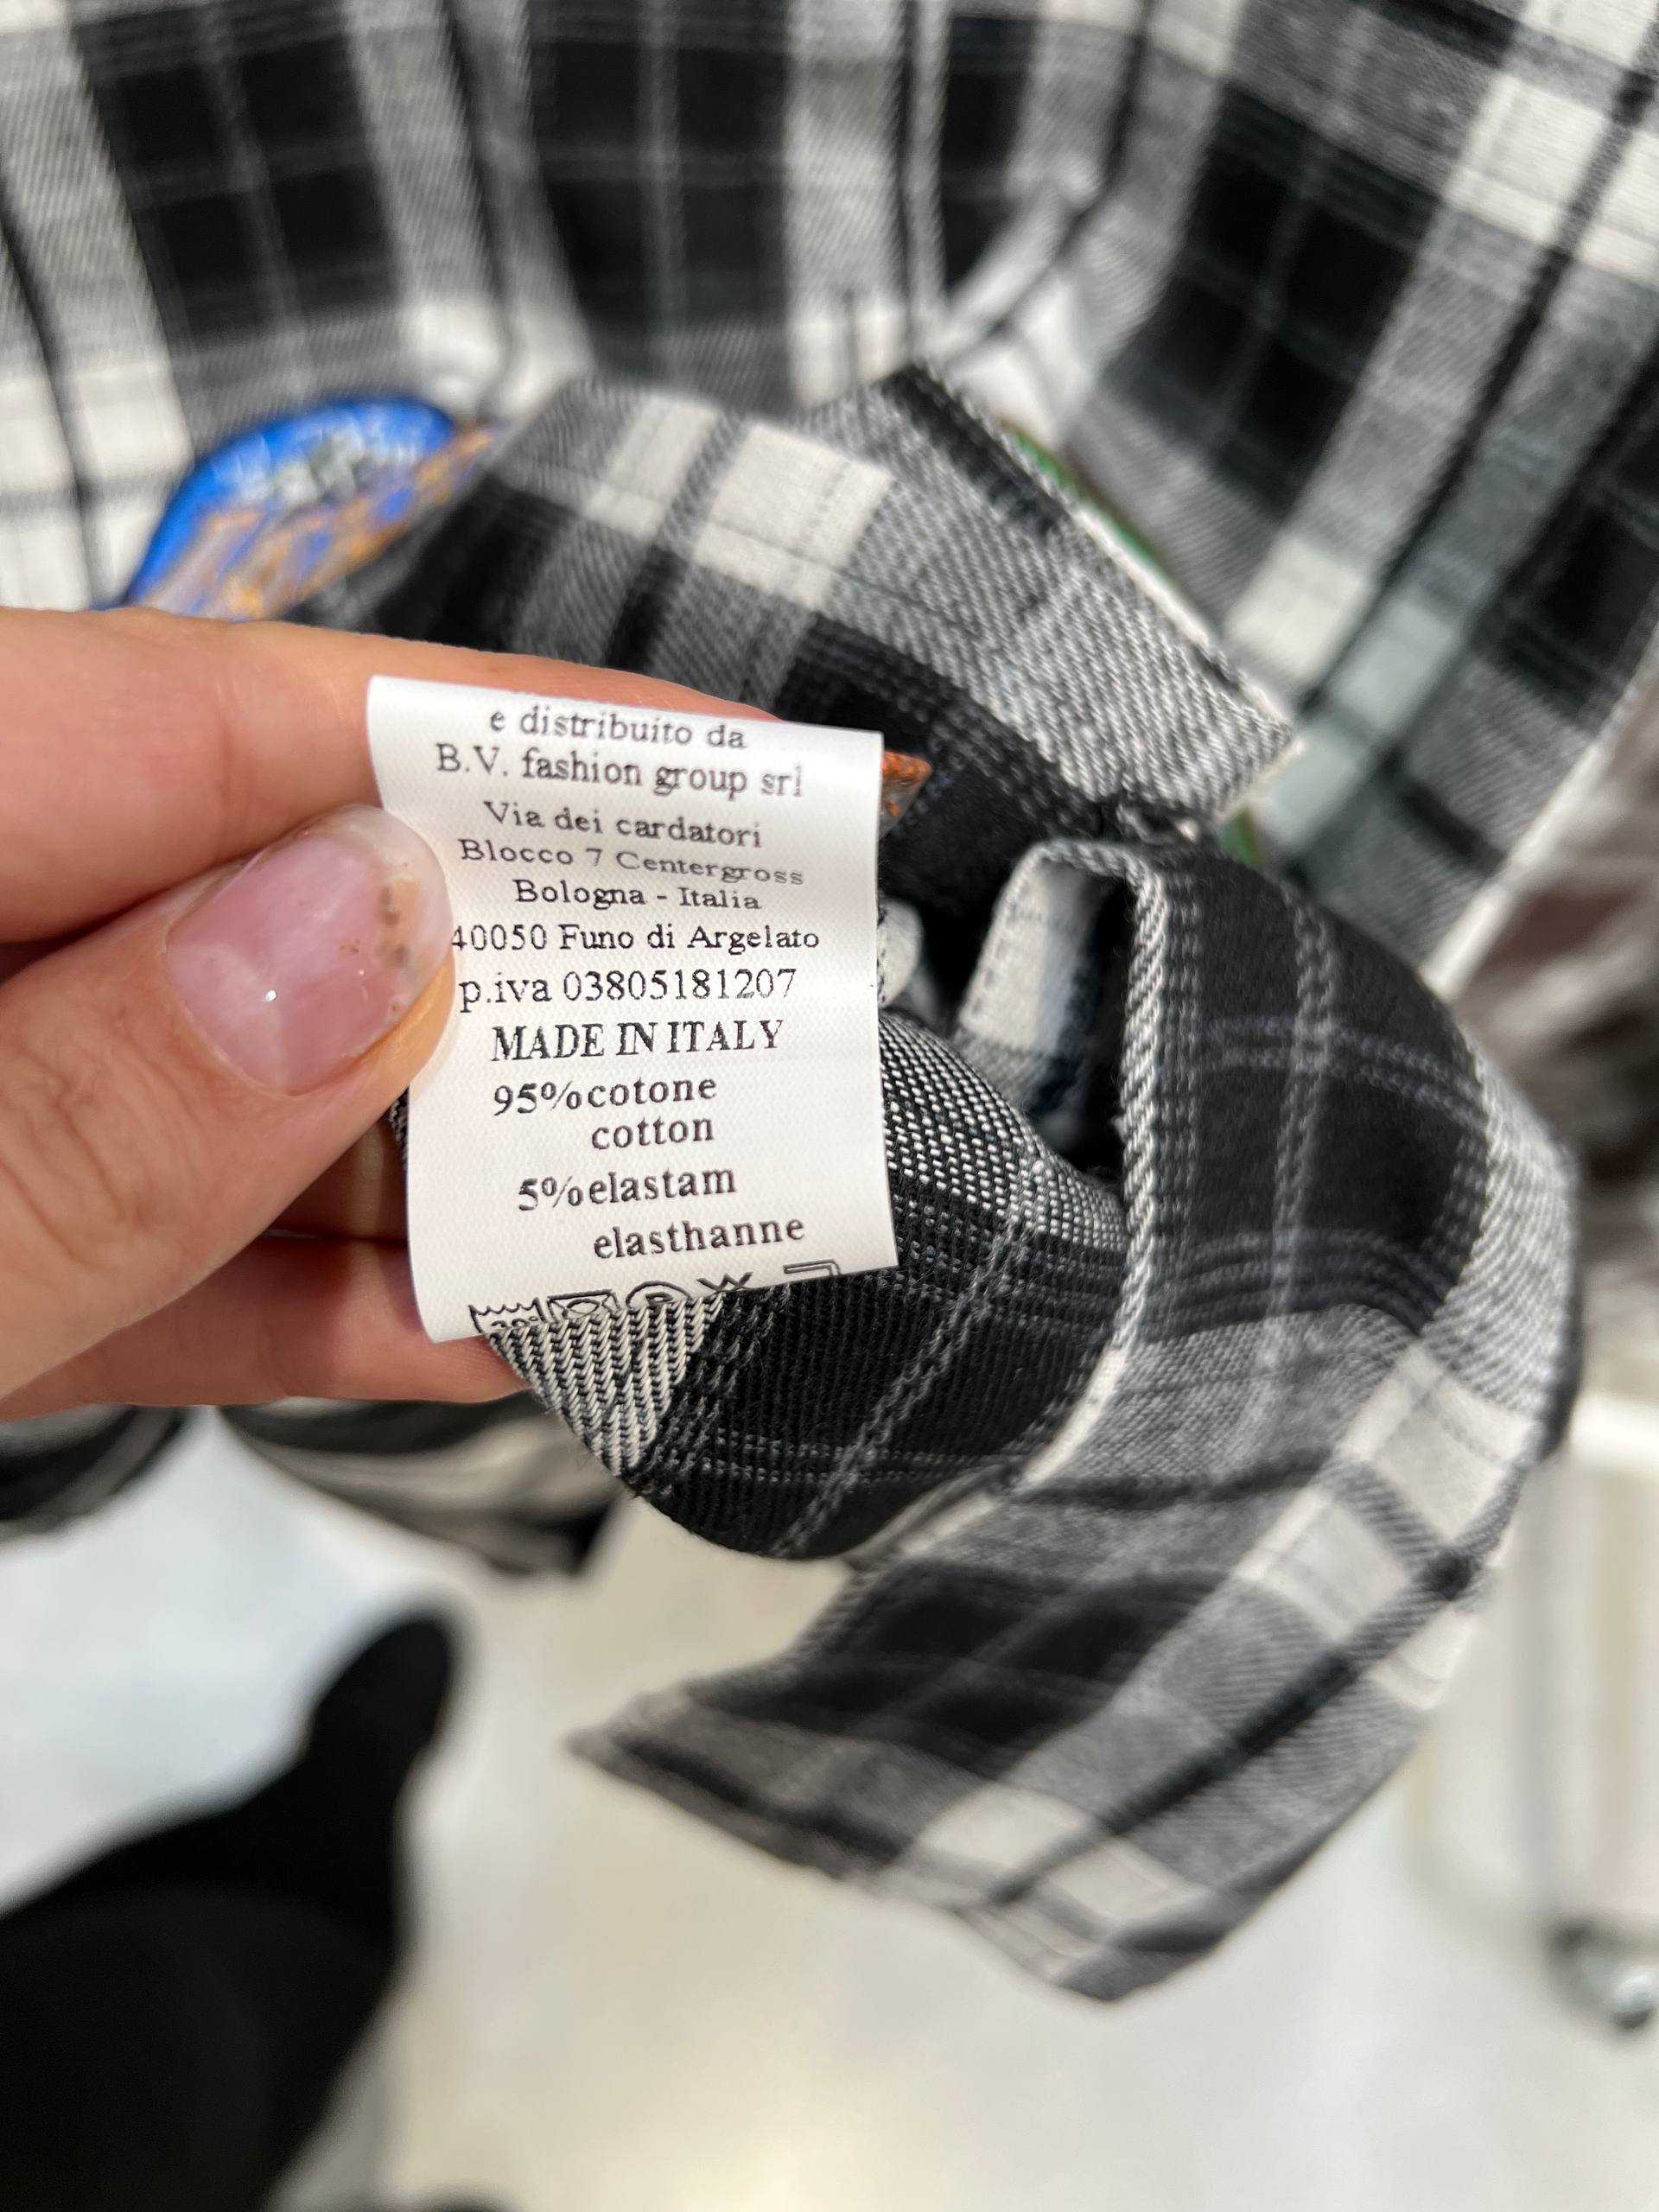 e distribuito da
B.V. fashion group srl
Via dei cardatori
Blocco 7 Centergross
Bologna - Italia
40050 Funo di Argelato
p.iva 03805181207
MADE IN ITALY
95%cotone
cotton
5%elastam
elasthanne